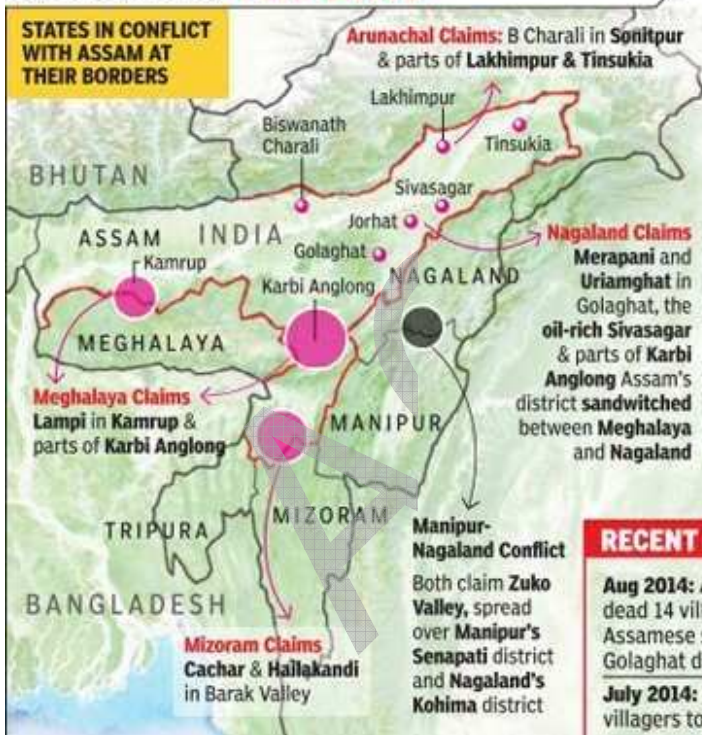 STATES IN CONFLICT
WITH ASSAM AT
THEIR BORDERS
Arunachal Claims: B Charali in Sonitpur
& parts of Lakhimpur & Tinsukia
Lakhimpur
Biswanath
Charali
Tinsukia
BHUTAN
Sivasagar
Jorhat
ASSAM
INDIA
Golaghat
Kamrup
Karbi Anglong
NAGALAND
Nagaland Claims
Merapani and
Uriamghat in
Golaghat, the
oil-rich Sivasagar
& parts of Karbi
Anglong Assam's
district sandwitched
between Meghalaya
and Nagaland
MEGHALAYA
Meghalaya Claims
Lampi in Kamrup &
parts of Karbi Anglong
MANIPUR
TRIPURA
MIZORAM
BANGLADESH
Manipur-
Nagaland Conflict
Both claim Zuko
Valley, spread
over Manipur's
Senapati district
and Nagaland's
Kohima district
Mizoram Claims
Cachar & Hailakandi
in Barak Valley
RECENT
Aug 2014:
dead 14
Assamese
Golaghat
July 2014:
villagers